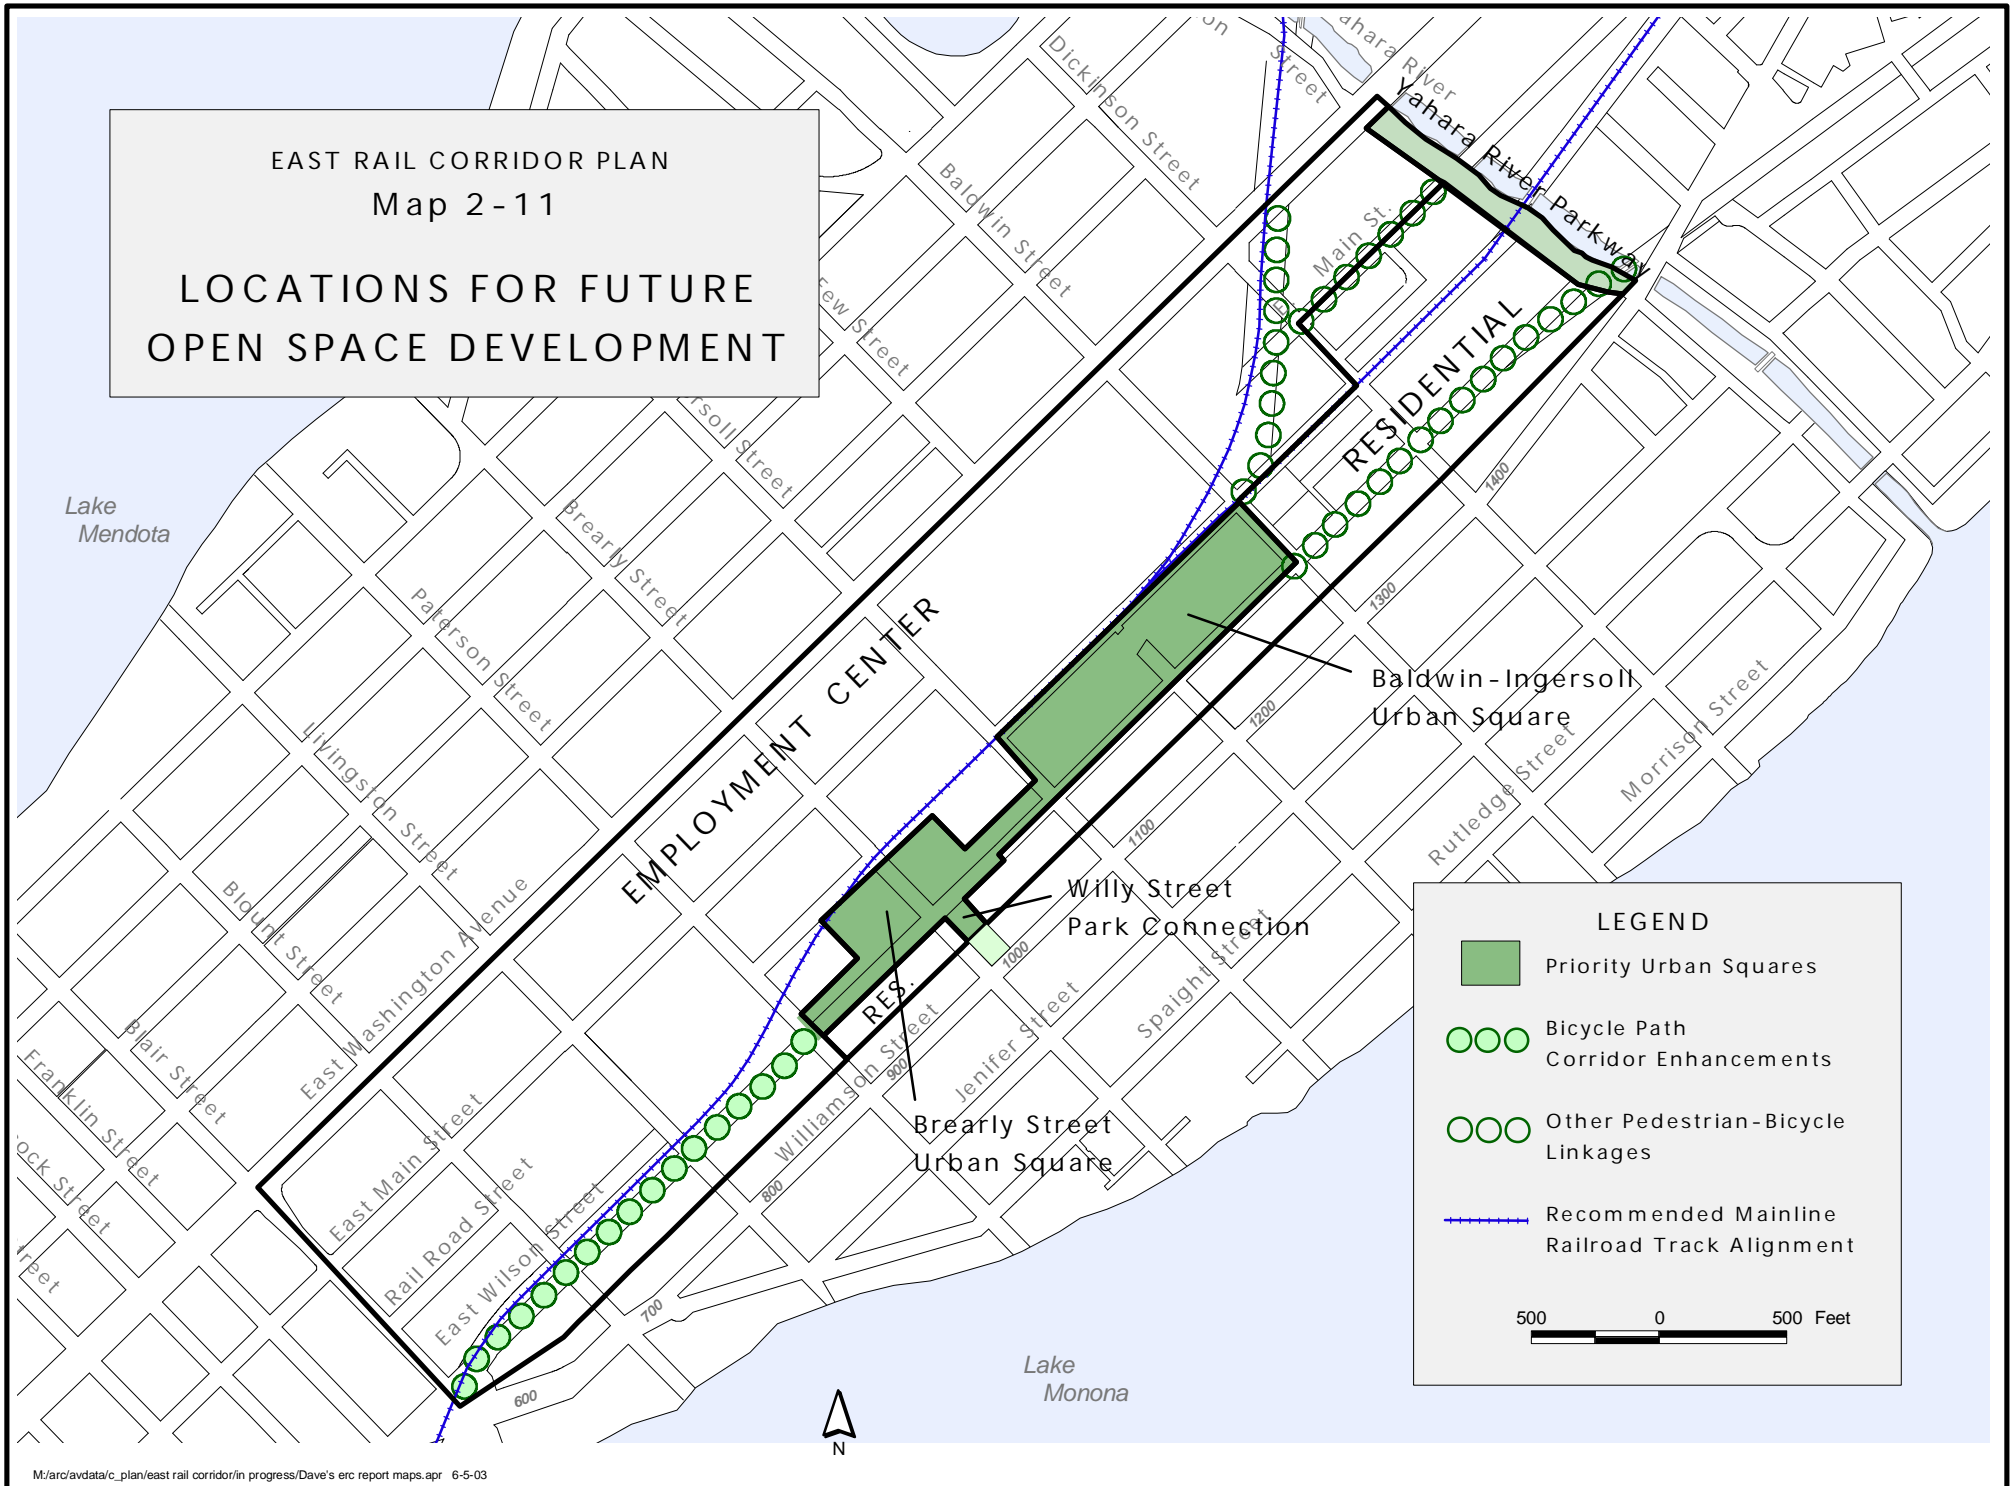 EAST RAIL CORRIDOR PLAN
Map 2-11
LOCATIONS FOR FUTURE
OPEN SPACE DEVELOPMENT
Dickinson Street
Street
Yahara River Parkway
Baldwin Street
Main St.
Few Street
RESIDENTIAL
Lake
Mendota
Brearly Street
1400
Paterson Street
1300
EMPLOYMENT CENTER
Baldwin-Ingersoll
Urban Square
1200
Livingston Street
Morrison Street
Rutledge Street
1100
Blount Street
East Washington Avenue
Willy Street
Park Connection
1000
Spaight Street
RES.
Blair Street
Franklin Street
Williamson Street
900
Jenifer Street
Brearly Street
Urban Square
East Main Street
Rail Road Street
East Wilson Street
800
700
600
Lake
Monona
N
LEGEND
Priority Urban Squares
Bicycle Path
Corridor Enhancements
Other Pedestrian-Bicycle
Linkages
Recommended Mainline
Railroad Track Alignment
500 0 500 Feet
M:/arc/avdata/c_plan/east rail corridor/in progress/Dave's erc report maps.apr 6-5-03